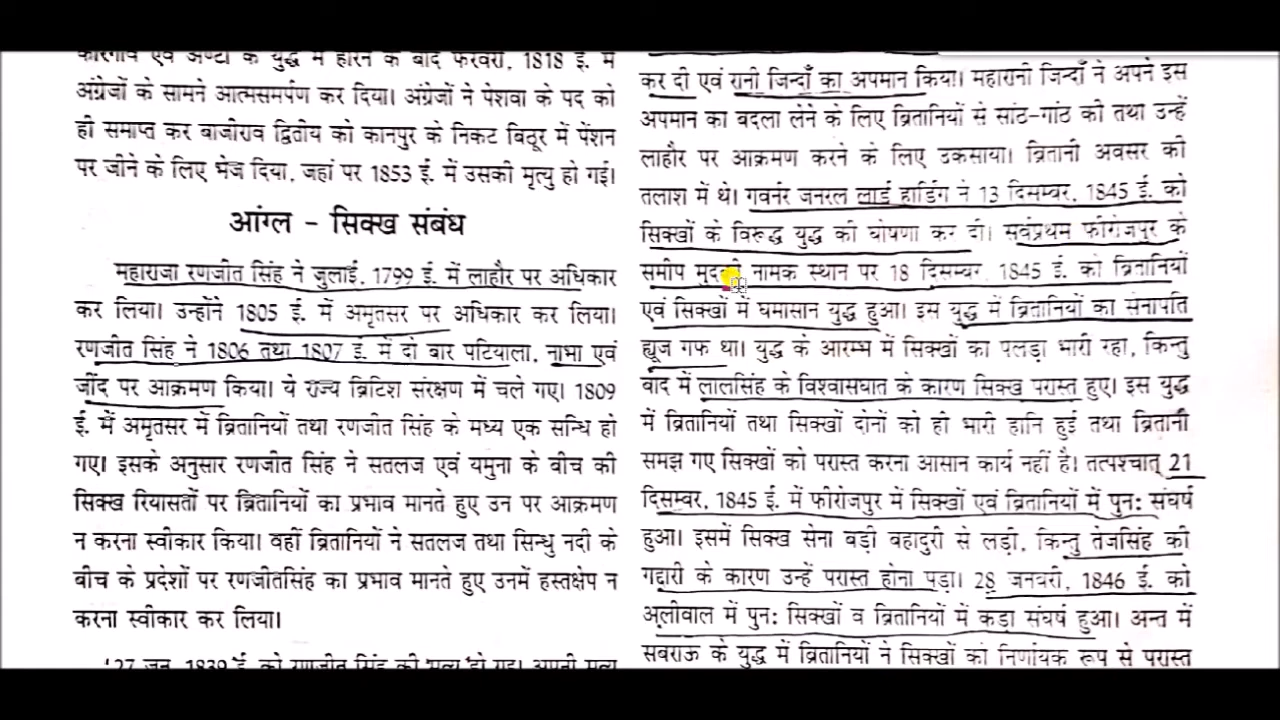 कोरेगांव एवं अण्टी के युद्ध में हारने के बाद फरवरी, 1818 ई. में
अंग्रेजों के सामने आत्मसमर्पण कर दिया। अंग्रेजों ने पेशवा के पद को
ही समाप्त कर बाजीराव द्वितीय को कानपुर के निकट बिठूर में पेंशन
पर जीने के लिए भेज दिया, जहां पर 1853 ई. में उसकी मृत्यु हो गई।
आंग्ल - सिक्ख संबंध
महाराजा रणजीत सिंह ने जुलाई, 1799 ई. में लाहौर पर अधिकार
कर लिया। उन्होंने 1805 ई. में अमृतसर पर अधिकार कर लिया।
रणजीत सिंह ने 1806 तथा 1807 ई. में दो बार पटियाला, नाभा एवं
जींद पर आक्रमण किया। ये राज्य ब्रिटिश संरक्षण में चले गए। 1809
ई. में अमृतसर में ब्रितानियों तथा रणजीत सिंह के मध्य एक सन्धि हो
गए। इसके अनुसार रणजीत सिंह ने सतलज एवं यमुना के बीच की
सिक्ख रियासतों पर ब्रितानियों का प्रभाव मानते हुए उन पर आक्रमण
न करना स्वीकार किया। वहीं ब्रितानियों ने सतलज तथा सिन्धु नदी के
बीच के प्रदेशों पर रणजीतसिंह का प्रभाव मानते हुए उनमें हस्तक्षेप न
करना स्वीकार कर लिया।
27 जून, 1839 ई. को रणजीत सिंह की मृत्यु हो गई। अपनी मृत्यु
कर दी एवं रानी जिन्दाँ का अपमान किया। महारानी जिन्दाँ ने अपने इस
अपमान का बदला लेने के लिए ब्रितानियों से सांठ-गांठ की तथा उन्हें
लाहौर पर आक्रमण करने के लिए उकसाया। ब्रितानी अवसर की
तलाश में थे। गवर्नर जनरल लार्ड हार्डिंग ने 13 दिसम्बर, 1845 ई. को
सिक्खों के विरूद्ध युद्ध की घोषणा कर दी। सर्वप्रथम फीरोजपुर के
समीप नामक स्थान पर 18 दिसम्बर, 1845 ई. को ब्रितानियों
एवं सिक्खों में घमासान युद्ध हुआ। इस युद्ध में ब्रितानियों का सेनापति
ह्यूज गफ था। युद्ध के आरम्भ में सिक्खों का पलड़ा भारी रहा, किन्तु
बाद में लालसिंह के विश्वासघात के कारण सिक्ख परास्त हुए। इस युद्ध
में ब्रितानियों तथा सिक्खों दोनों को ही भारी हानि हुई तथा ब्रितानी
समझ गए सिक्खों को परास्त करना आसान कार्य नहीं है। तत्पश्चात् 21
दिसम्बर, 1845 ई. में फीरोजपुर में सिक्खों एवं ब्रितानियों में पुन: संघर्ष
हुआ। इसमें सिक्ख सेना बड़ी बहादुरी से लड़ी, किन्तु तेजसिंह की
गद्दारी के कारण उन्हें परास्त होना पड़ा। 28 जनवरी, 1846 ई. को
अलीवाल में पुन: सिक्खों व ब्रितानियों में कड़ा संघर्ष हुआ। अन्त में
सबराऊ के युद्ध में ब्रितानियों ने सिक्खों को निर्णायक रूप से परास्त